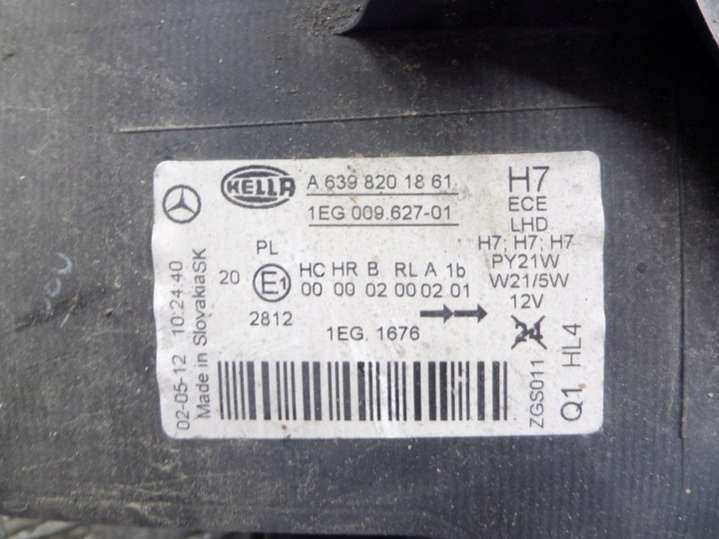 HELLA
A 639 820 18 61
1EG 009.627-01
H7
ECE
LHD
H7, H7, H7
PY21W
W21/5W
12V
24
PL
20
E1
HC HR B RL A 1b
00 00 02 00 02 01
2812
1EG. 1676
02-05-12 10:24:40
Made in SlovakiaSK
ZGS011
Q1 HL4